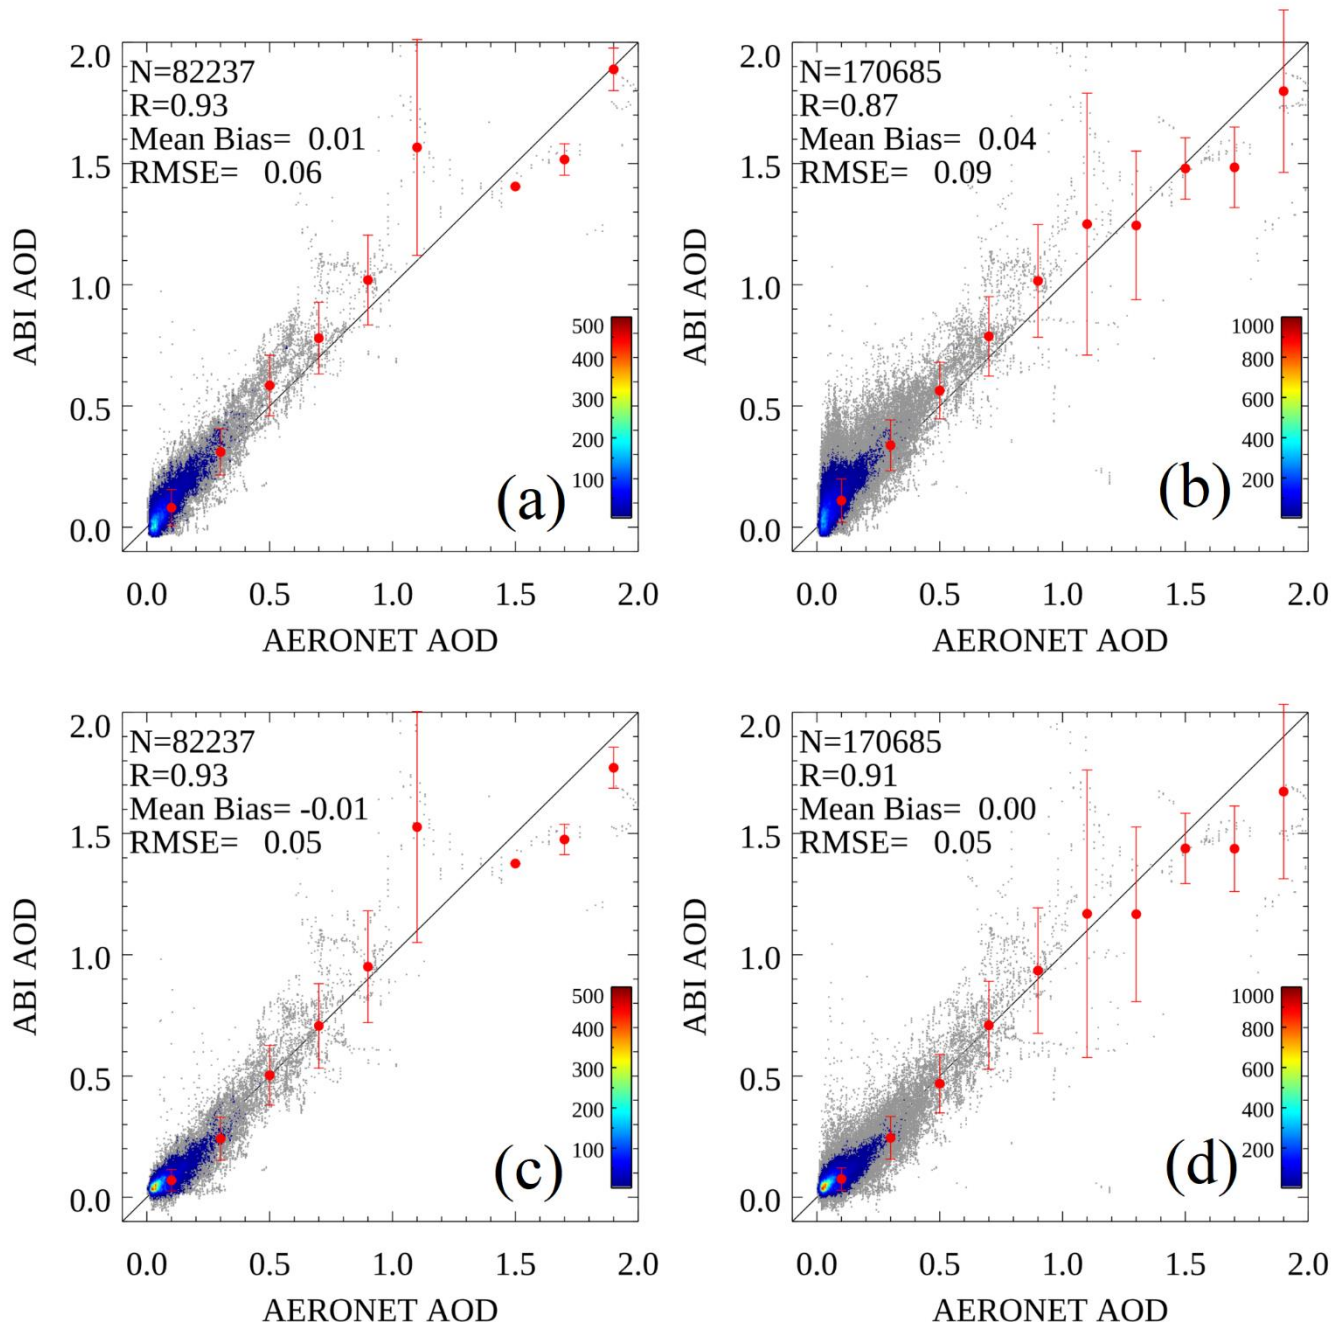 N=82237
R=0.93
Mean Bias= 0.01
RMSE= 0.06
2.0
1.5
1.0
0.5
0.0
ABI AOD
500
400
300
200
100
(a)
0.0 0.5 1.0 1.5 2.0
AERONET AOD
N=170685
R=0.87
Mean Bias= 0.04
RMSE= 0.09
2.0
1.5
1.0
0.5
0.0
ABI AOD
1000
800
600
400
200
(b)
0.0 0.5 1.0 1.5 2.0
AERONET AOD
N=82237
R=0.93
Mean Bias= -0.01
RMSE= 0.05
2.0
1.5
1.0
0.5
0.0
ABI AOD
500
400
300
200
100
(c)
0.0 0.5 1.0 1.5 2.0
AERONET AOD
N=170685
R=0.91
Mean Bias= 0.00
RMSE= 0.05
2.0
1.5
1.0
0.5
0.0
ABI AOD
1000
800
600
400
200
(d)
0.0 0.5 1.0 1.5 2.0
AERONET AOD